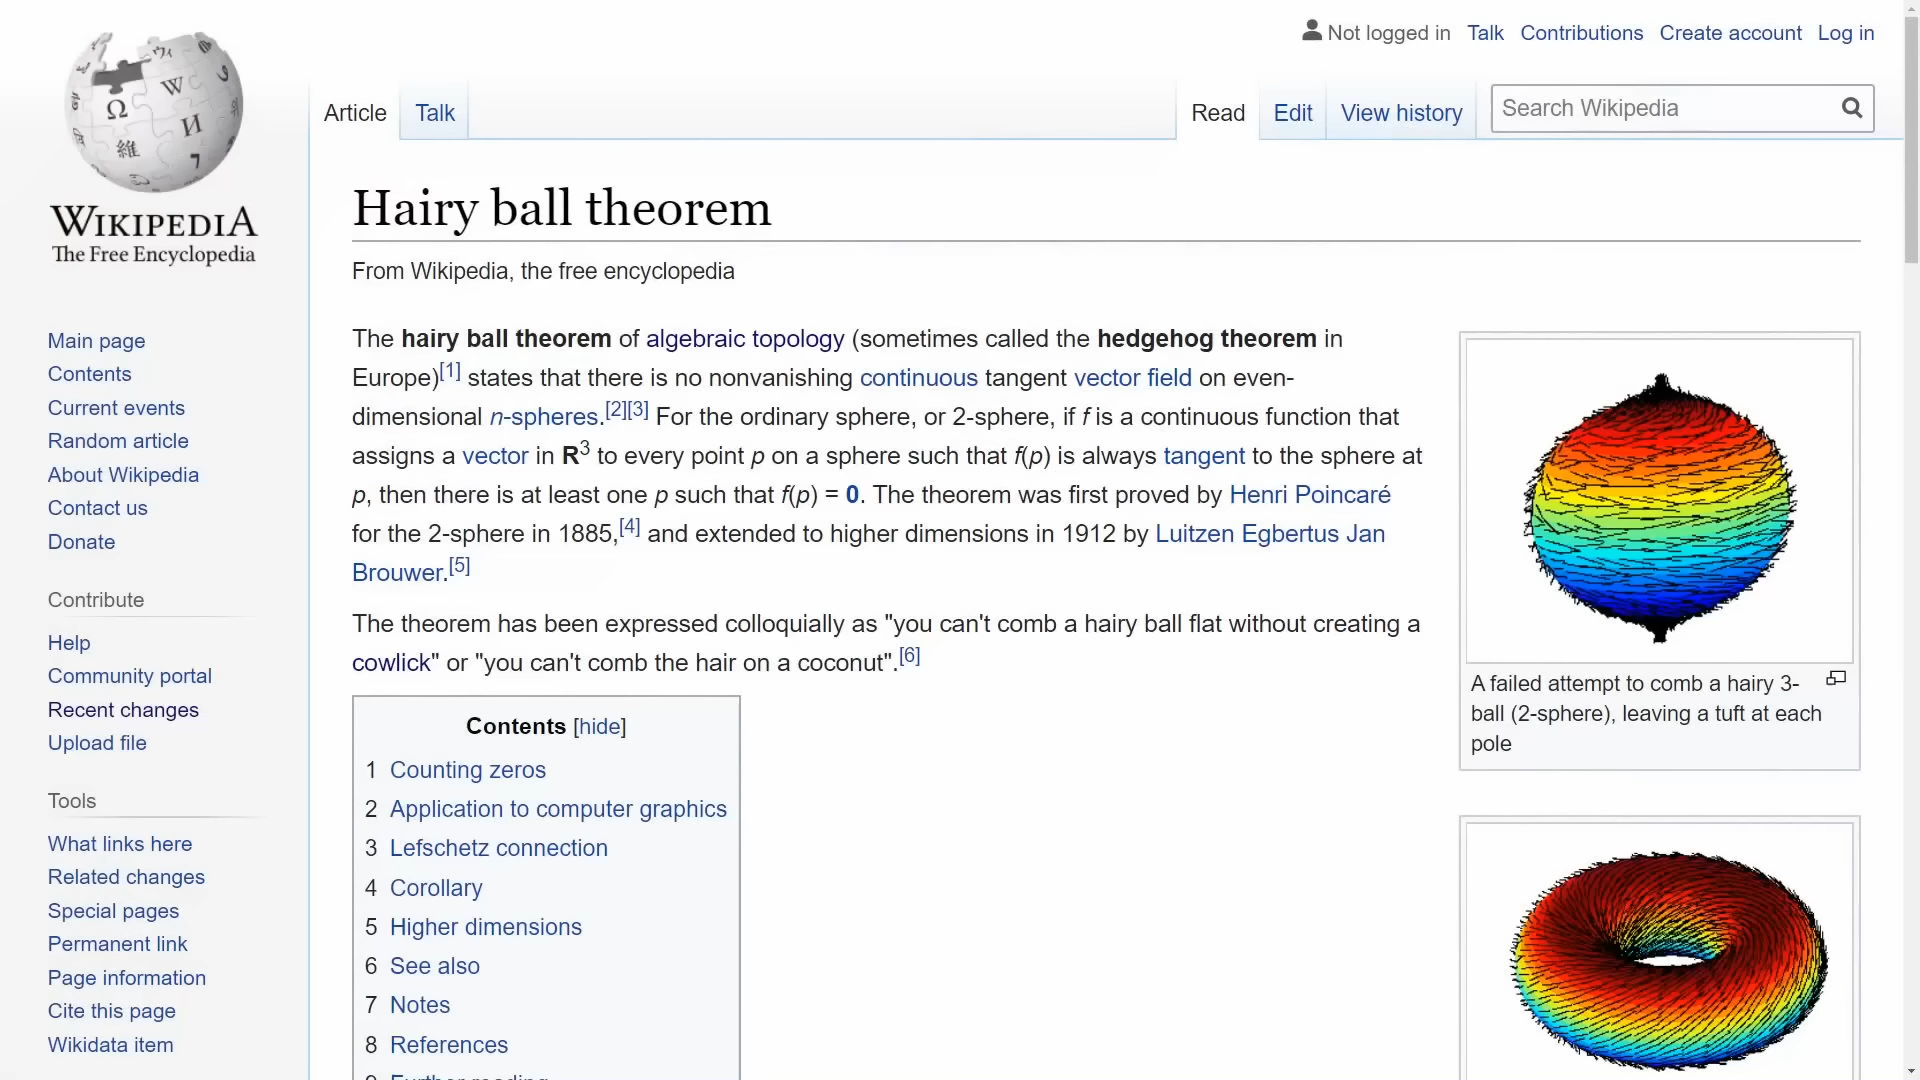 Not logged in Talk Contributions Create account Log in
Article Talk Read Edit View history Search Wikipedia
WIKIPEDIA
The Free Encyclopedia
Main page
Contents
Current events
Random article
About Wikipedia
Contact us
Donate
Contribute
Help
Community portal
Recent changes
Upload file
Tools
What links here
Related changes
Special pages
Permanent link
Page information
Cite this page
Wikidata item
Hairy ball theorem
From Wikipedia, the free encyclopedia
The hairy ball theorem of algebraic topology (sometimes called the hedgehog theorem in
Europe)[1] states that there is no nonvanishing continuous tangent vector field on even-
dimensional n-spheres.[2][3] For the ordinary sphere, or 2-sphere, if f is a continuous function that
assigns a vector in R3 to every point p on a sphere such that f(p) is always tangent to the sphere at
p, then there is at least one p such that f(p) = 0. The theorem was first proved by Henri Poincaré
for the 2-sphere in 1885,[4] and extended to higher dimensions in 1912 by Luitzen Egbertus Jan
Brouwer.[5]
The theorem has been expressed colloquially as "you can't comb a hairy ball flat without creating a
cowlick" or "you can't comb the hair on a coconut".[6]
Contents [hide]
1 Counting zeros
2 Application to computer graphics
3 Lefschetz connection
4 Corollary
5 Higher dimensions
6 See also
7 Notes
8 References
A failed attempt to comb a hairy 3-
ball (2-sphere), leaving a tuft at each
pole